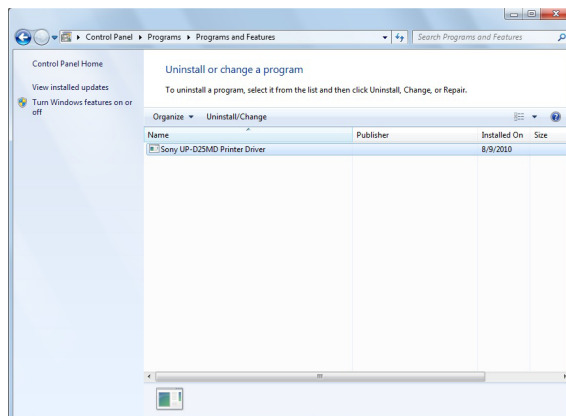 Control Panel ▸ Programs ▸ Programs and Features
Search Programs and Features
Control Panel Home
View installed updates
Turn Windows features on or
off
Uninstall or change a program
To uninstall a program, select it from the list and then click Uninstall, Change, or Repair.
Organize Uninstall/Change
Name Publisher Installed On Size
Sony UP-D25MD Printer Driver 8/9/2010